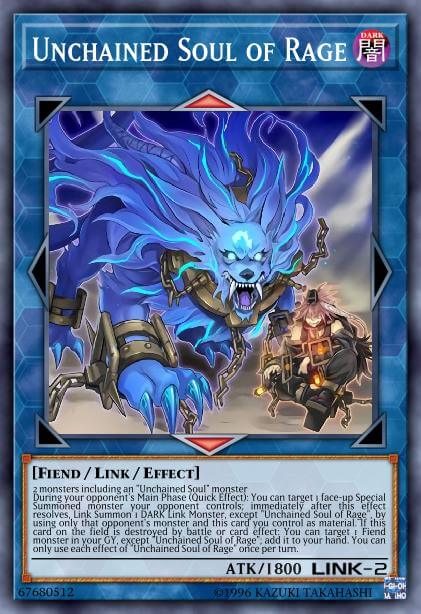 UNCHAINED SOUL OF RAGE
DARK
闇
[FIEND / LINK / EFFECT]
2 monsters including an "Unchained Soul" monster
During your opponent's Main Phase (Quick Effect): You can target 1 face-up Special
Summoned monster your opponent controls; immediately after this effect
resolves, Link Summon 1 DARK Link Monster, except "Unchained Soul of Rage", by
using only that opponent's monster and this card you control as material. If this
card on the field is destroyed by battle or card effect: You can target 1 Fiend
monster in your GY, except "Unchained Soul of Rage"; add it to your hand. You can
only use each effect of "Unchained Soul of Rage" once per turn.
ATK/1800 LINK-2
67680512 ©1996 KAZUKI TAKAHASHI